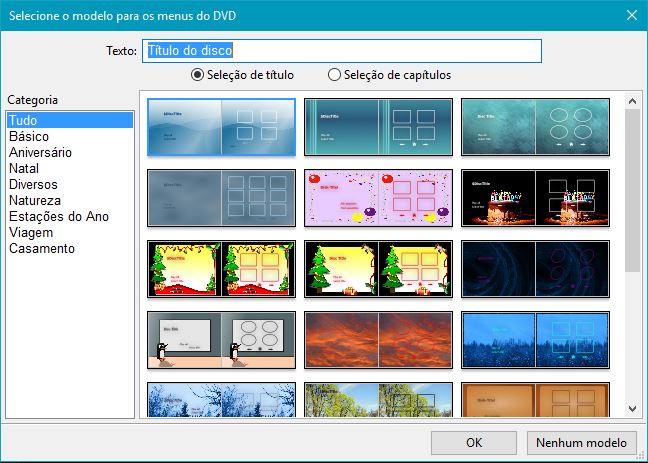 Selecione o modelo para os menus do DVD
Texto: Título do disco
Seleção de título Seleção de capítulos
Categoria
Tudo
Básico
Aniversário
Natal
Diversos
Natureza
Estações do Ano
Viagem
Casamento
OK Nenhum modelo